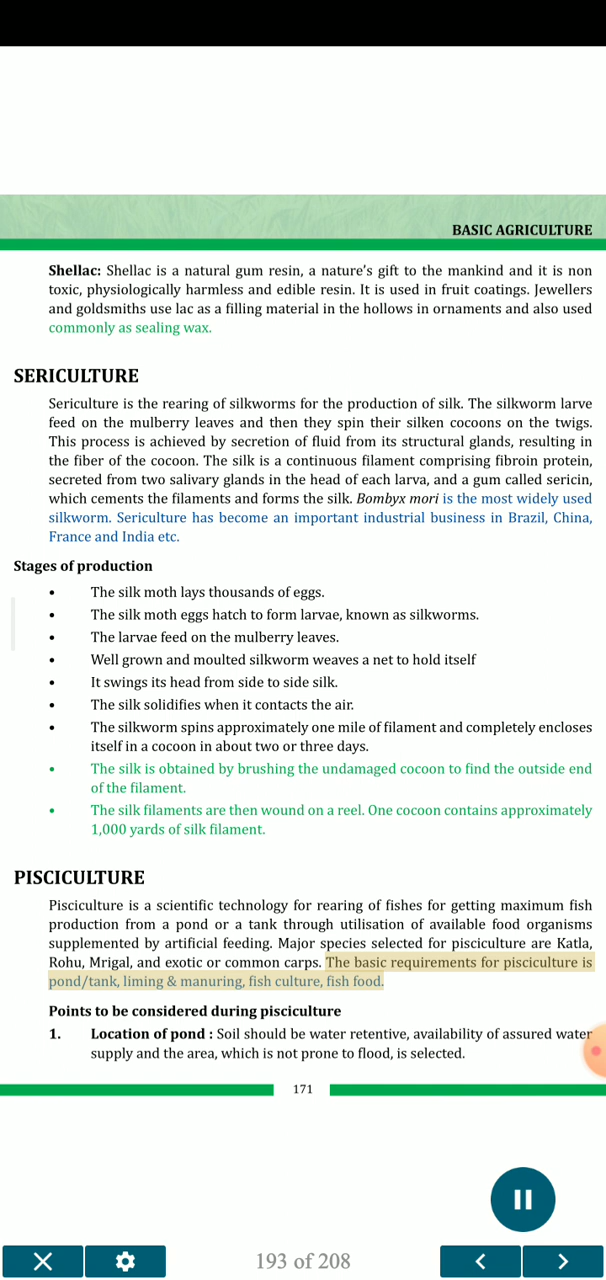 BASIC AGRICULTURE
Shellac: Shellac is a natural gum resin, a nature's gift to the mankind and it is non
toxic, physiologically harmless and edible resin. It is used in fruit coatings. Jewellers
and goldsmiths use lac as a filling material in the hollows in ornaments and also used
commonly as sealing wax.
SERICULTURE
Sericulture is the rearing of silkworms for the production of silk. The silkworm larve
feed on the mulberry leaves and then they spin their silken cocoons on the twigs.
This process is achieved by secretion of fluid from its structural glands, resulting in
the fiber of the cocoon. The silk is a continuous filament comprising fibroin protein,
secreted from two salivary glands in the head of each larva, and a gum called sericin,
which cements the filaments and forms the silk. Bombyx mori is the most widely used
silkworm. Sericulture has become an important industrial business in Brazil, China,
France and India etc.
Stages of production
• The silk moth lays thousands of eggs.
• The silk moth eggs hatch to form larvae, known as silkworms.
• The larvae feed on the mulberry leaves.
• Well grown and moulted silkworm weaves a net to hold itself
• It swings its head from side to side silk.
• The silk solidifies when it contacts the air.
• The silkworm spins approximately one mile of filament and completely encloses
itself in a cocoon in about two or three days.
• The silk is obtained by brushing the undamaged cocoon to find the outside end
of the filament.
• The silk filaments are then wound on a reel. One cocoon contains approximately
1,000 yards of silk filament.
PISCICULTURE
Pisciculture is a scientific technology for rearing of fishes for getting maximum fish
production from a pond or a tank through utilisation of available food organisms
supplemented by artificial feeding. Major species selected for pisciculture are Katla,
Rohu, Mrigal, and exotic or common carps. The basic requirements for pisciculture is
pond/tank, liming & manuring, fish culture, fish food.
Points to be considered during pisciculture
1. Location of pond : Soil should be water retentive, availability of assured water
supply and the area, which is not prone to flood, is selected.
171
193 of 208